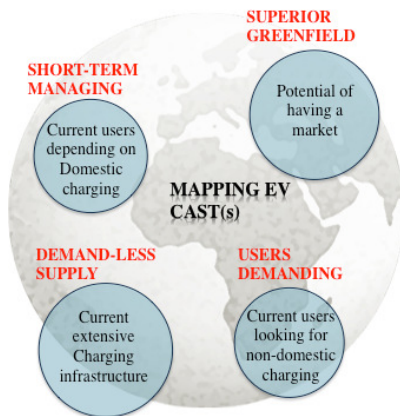 SUPERIOR
GREENFIELD
Potential of
having a
market
SHORT-TERM
MANAGING
Current users
depending on
Domestic
charging
MAPPING EV
CAST(s)
DEMAND-LESS
SUPPLY
Current
extensive
Charging
infrastructure
USERS
DEMANDING
Current users
looking for
non-domestic
charging